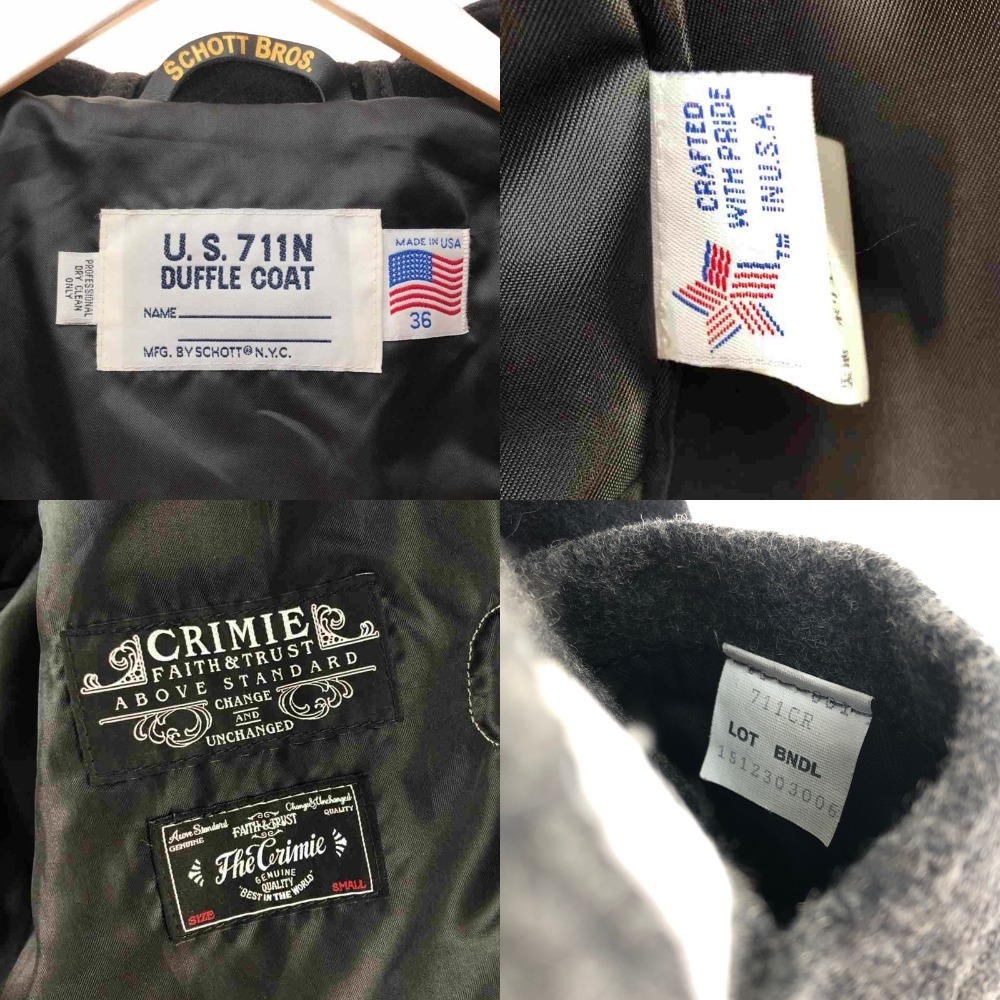 SCHOTT BROS.
PROFESSIONAL
DRY CLEAN
ONLY
U.S. 711N
DUFFLE COAT
NAME
MFG. BY SCHOTT® N.Y.C.
MADE IN USA
36
CRAFTED
WITH PRIDE
IN U.S.A.
TM
CRIMIE
FAITH & TRUST
ABOVE STANDARD
CHANGE
AND
UNCHANGED
Above Standard
GENUINE
FAITH & TRUST
Change & Unchanged
QUALITY
The Crimie
GENUINE
QUALITY
"BEST IN THE WORLD"
SIZE
SMALL
711CR
LOT BNDL
1512303006